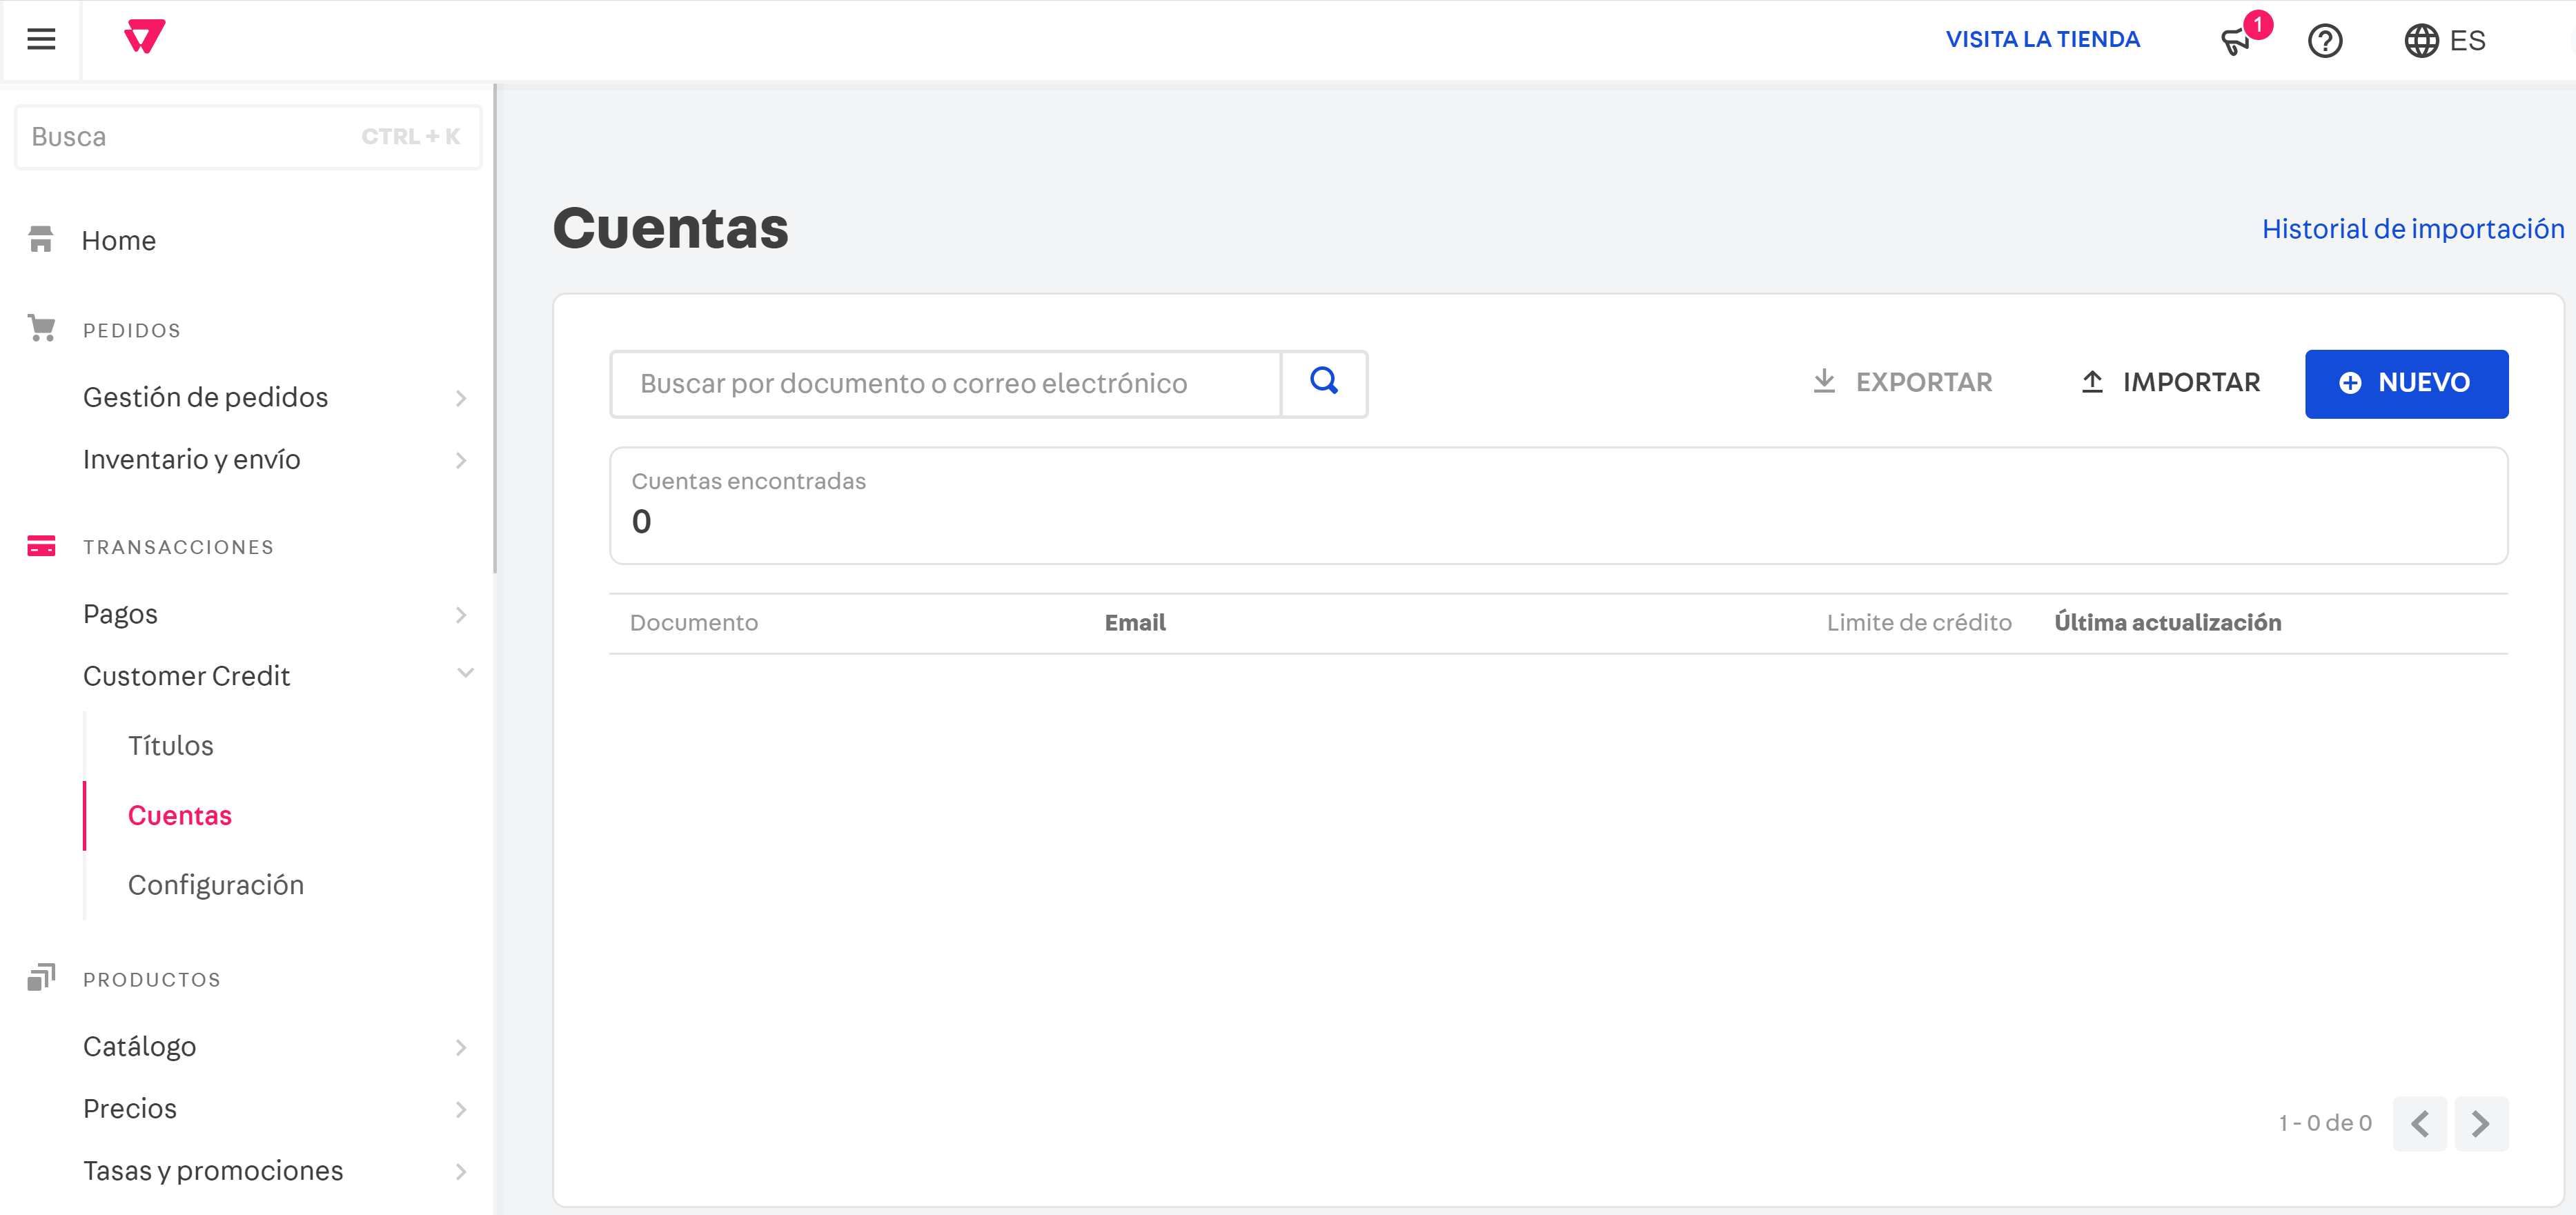 VISITA LA TIENDA
1
ES
Busca CTRL + K
Home
PEDIDOS
Gestión de pedidos
Inventario y envío
TRANSACCIONES
Pagos
Customer Credit
Títulos
Cuentas
Configuración
PRODUCTOS
Catálogo
Precios
Tasas y promociones
Cuentas
Historial de importación
Buscar por documento o correo electrónico
EXPORTAR
IMPORTAR
NUEVO
Cuentas encontradas
0
Documento Email Limite de crédito Última actualización
1 - 0 de 0